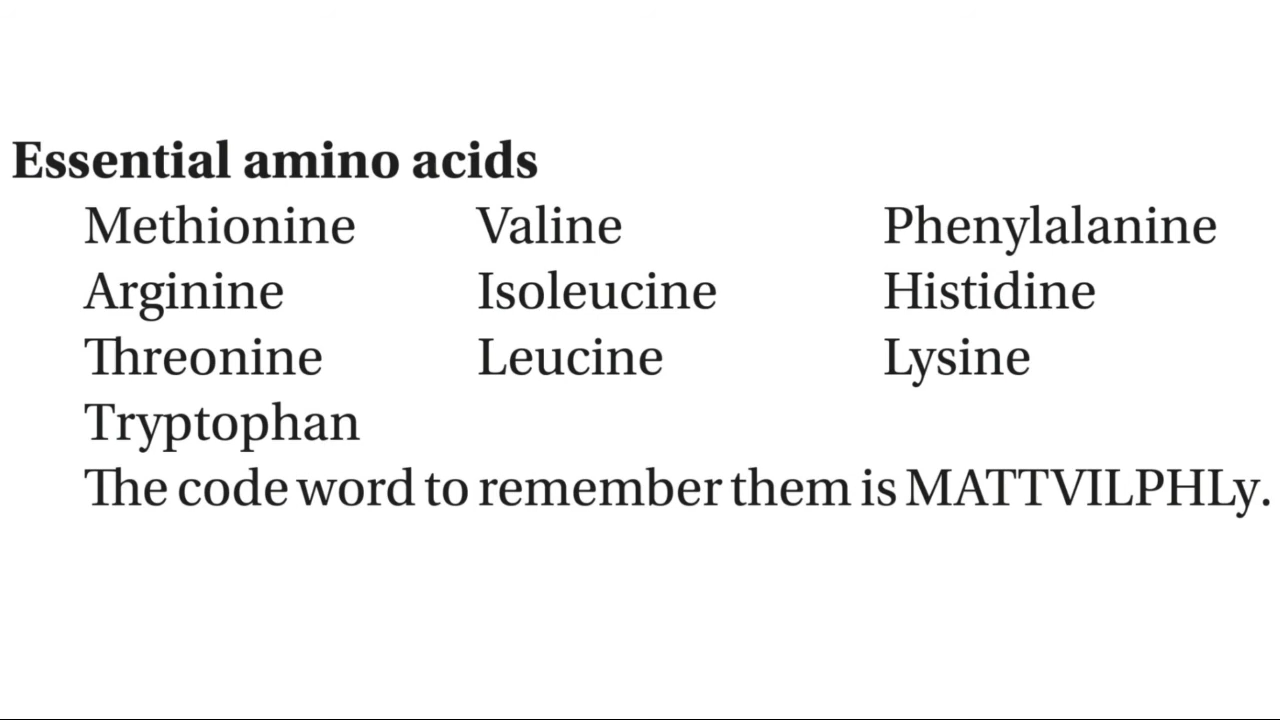 Essential amino acids
Methionine Valine Phenylalanine
Arginine Isoleucine Histidine
Threonine Leucine Lysine
Tryptophan
The code word to remember them is MATTVILPHLy.